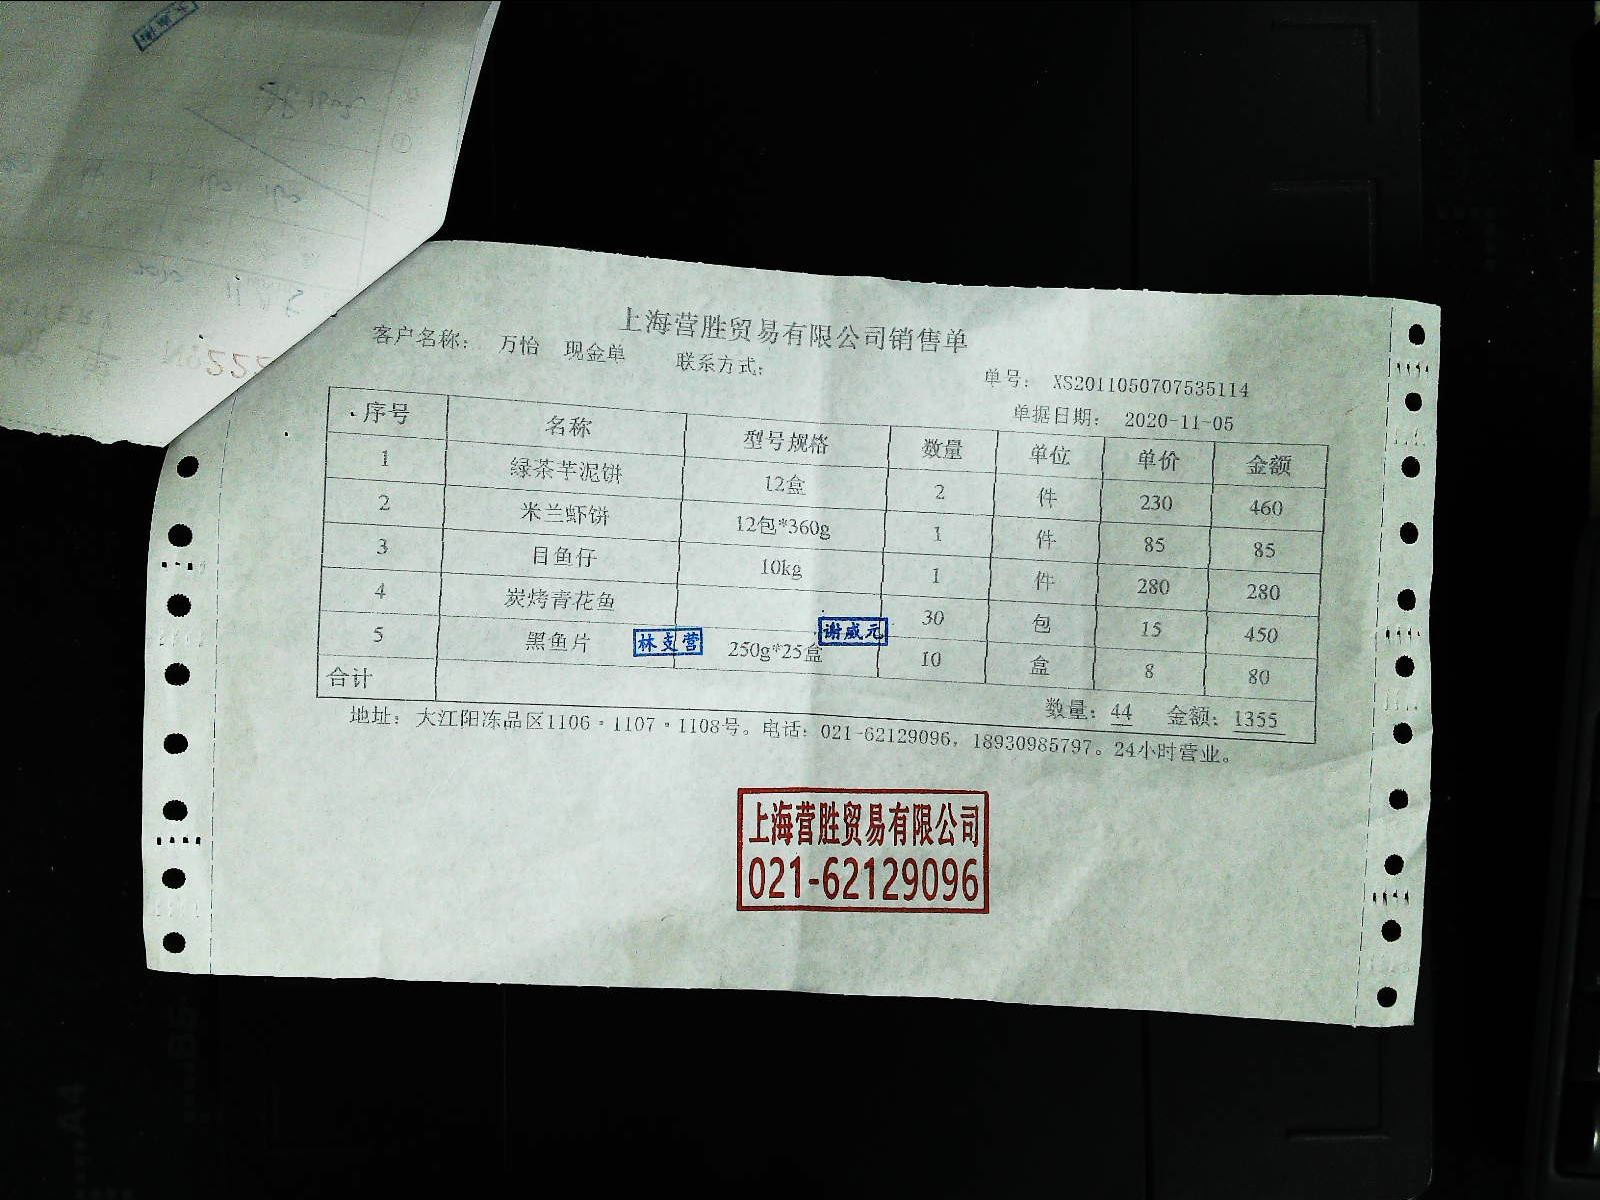 上海营胜贸易有限公司销售单
客户名称： 万怡 现金单 联系方式：
单号： XS2011050707535114
单据日期： 2020-11-05
序号 名称 型号规格 数量 单位 单价 金额
1 绿茶芋泥饼 12盒 2 件 230 460
2 米兰虾饼 12包*360g 1 件 85 85
3 目鱼仔 10kg 1 件 280 280
4 炭烤青花鱼 30 包 15 450
5 黑鱼片 250g*25盒 10 盒 8 80
林支营 谢威元
合计 数量：44 金额：1355
地址： 大江阳冻品区1106·1107·1108号。电话：021-62129096，18930985797。24小时营业。
上海营胜贸易有限公司
021-62129096